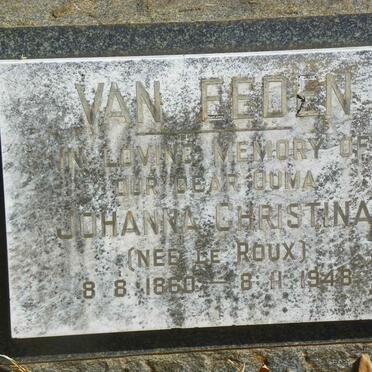 VAN REDEN
IN LOVING MEMORY OF
OUR DEAR OUMA
JOHANNA CHRISTINA
(NEE LE ROUX)
8 8 1860 – 8 11 1948